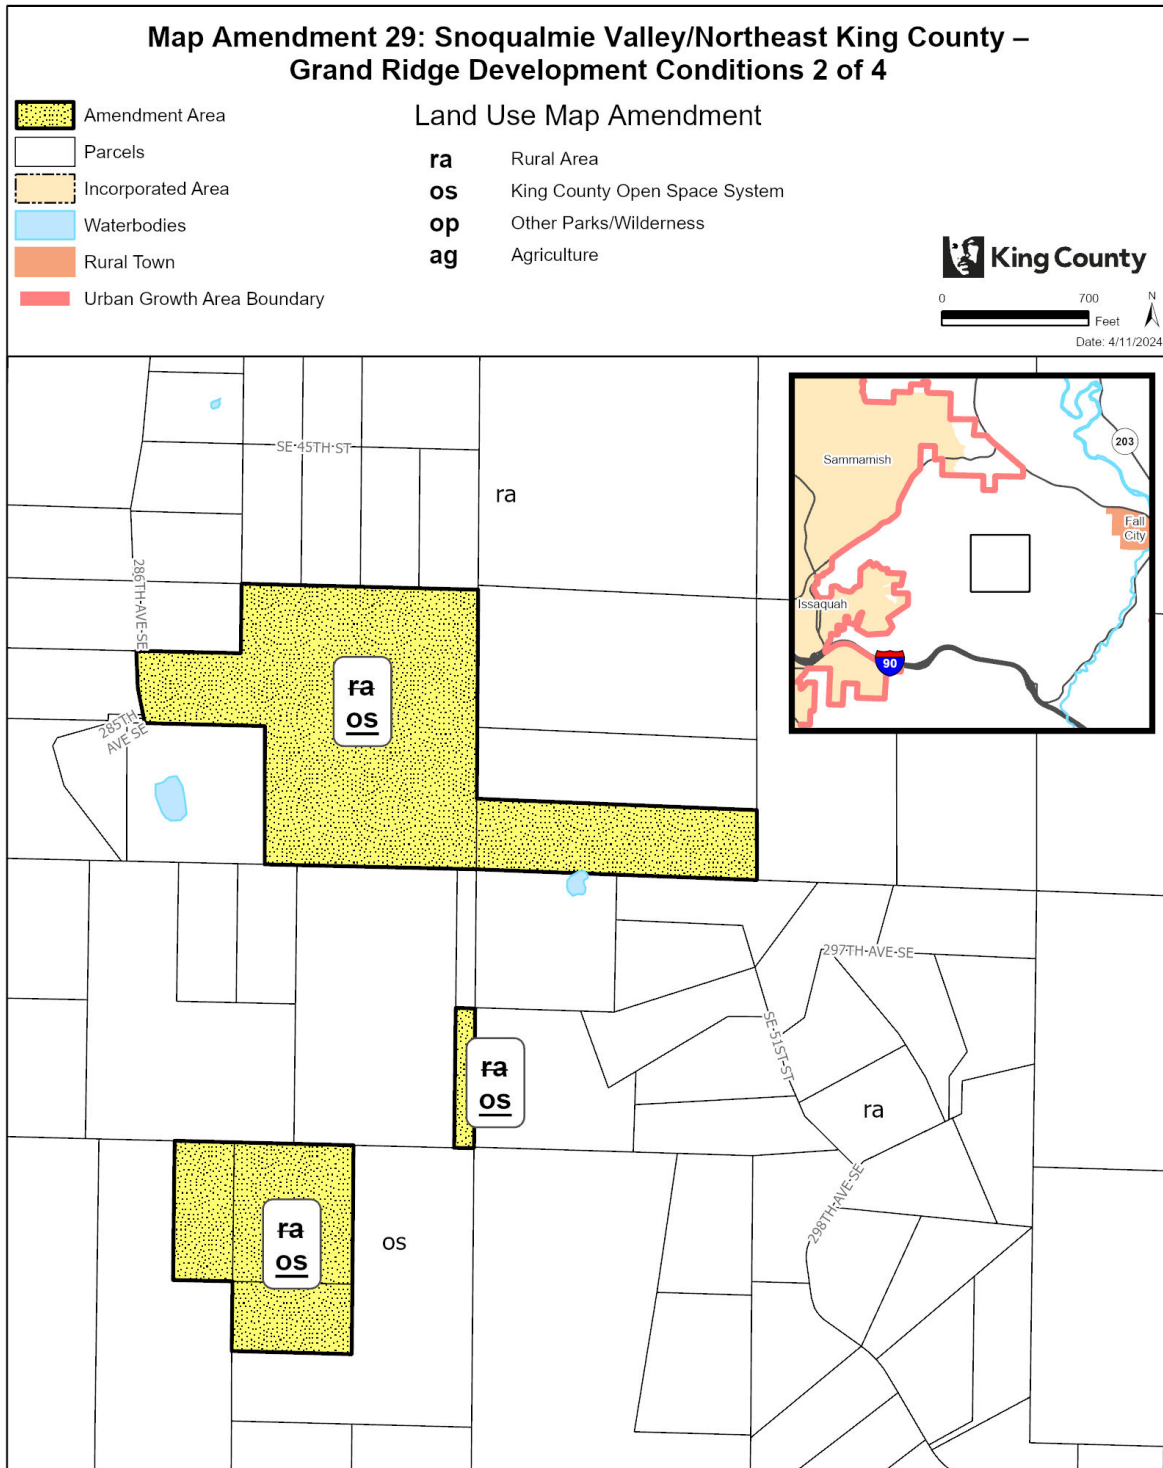 Map Amendment 29: Snoqualmie Valley/Northeast King County –
Grand Ridge Development Conditions 2 of 4
Amendment Area
Parcels
Incorporated Area
Waterbodies
Rural Town
Urban Growth Area Boundary
Land Use Map Amendment
ra Rural Area
os King County Open Space System
op Other Parks/Wilderness
ag Agriculture
King County
0 700
Feet
N
Date: 4/11/2024
203
Sammamish
Fall
City
Issaquah
90
SE 45TH ST
ra
286TH AVE SE
ra
os
285TH
AVE SE
297TH AVE SE
SE 51ST ST
ra
os
ra
298TH AVE SE
ra
os
os